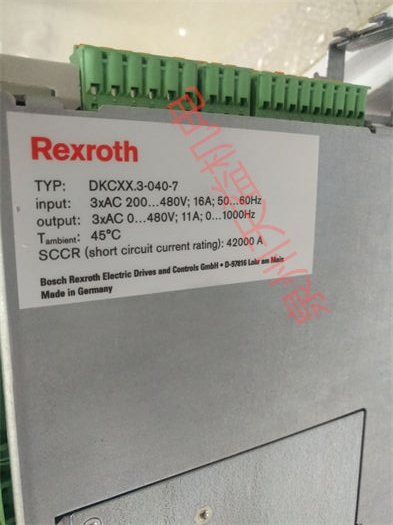 Rexroth
TYP: DKCXX.3-040-7
input: 3xAC 200...480V; 16A; 50...60Hz
output: 3xAC 0...480V; 11A; 0...1000Hz
Tambient: 45°C
SCCR (short circuit current rating): 42000 A
Bosch Rexroth Electric Drives and Controls GmbH • D-97816 Lohr am Main
Made in Germany